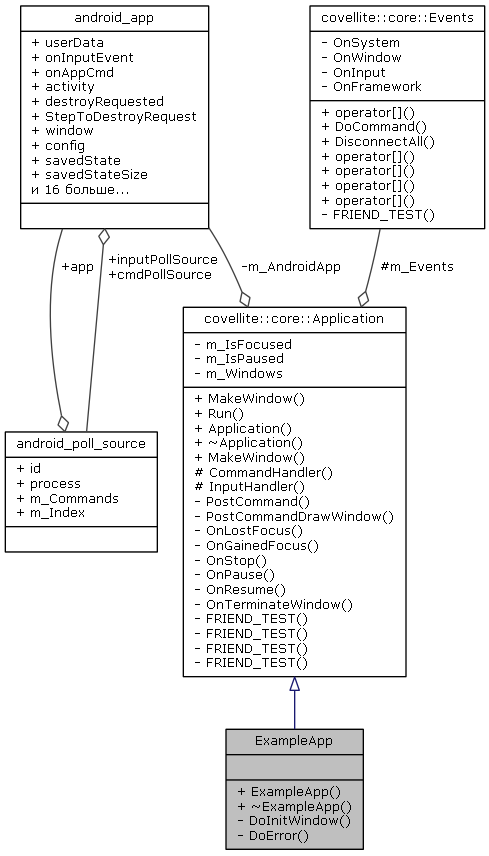 android_app
+ userData
+ onInputEvent
+ onAppCmd
+ activity
+ destroyRequested
+ StepToDestroyRequest
+ window
+ config
+ savedState
+ savedStateSize
и 16 больше...
covellite::core::Events
- OnSystem
- OnWindow
- OnInput
- OnFramework
+ operator[]()
+ DoCommand()
+ DisconnectAll()
+ operator[]()
+ operator[]()
+ operator[]()
+ operator[]()
- FRIEND_TEST()
+app
+inputPollSource
+cmdPollSource
-m_AndroidApp
#m_Events
android_poll_source
+ id
+ process
+ m_Commands
+ m_Index
covellite::core::Application
- m_IsFocused
- m_IsPaused
- m_Windows
+ MakeWindow()
+ Run()
+ Application()
+ ~Application()
+ MakeWindow()
# CommandHandler()
# InputHandler()
- PostCommand()
- PostCommandDrawWindow()
- OnLostFocus()
- OnGainedFocus()
- OnStop()
- OnPause()
- OnResume()
- OnTerminateWindow()
- FRIEND_TEST()
- FRIEND_TEST()
- FRIEND_TEST()
- FRIEND_TEST()
ExampleApp
+ ExampleApp()
+ ~ExampleApp()
- DoInitWindow()
- DoError()